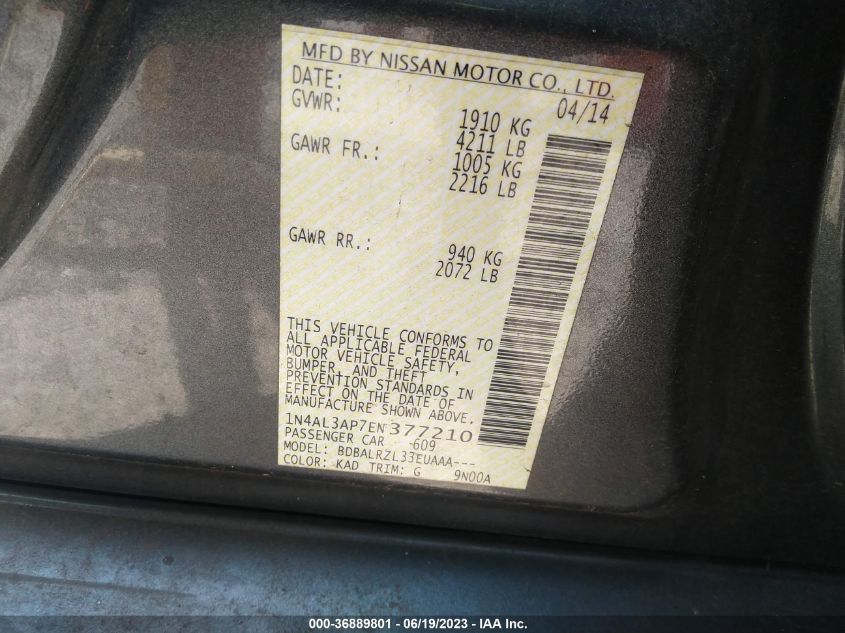 MFD BY NISSAN MOTOR CO., LTD.
DATE: 04/14
GVWR: 1910 KG
4211 LB
GAWR FR.: 1005 KG
2216 LB
GAWR RR.: 940 KG
2072 LB
THIS VEHICLE CONFORMS TO
ALL APPLICABLE FEDERAL
MOTOR VEHICLE SAFETY,
BUMPER, AND THEFT
PREVENTION STANDARDS IN
EFFECT ON THE DATE OF
MANUFACTURE SHOWN ABOVE.
1N4AL3AP7EN377210
PASSENGER CAR 609
MODEL: BDBALRZL33EUAAA---
COLOR: KAD TRIM: G 9N00A
000-36889801 - 06/19/2023 - IAA Inc.